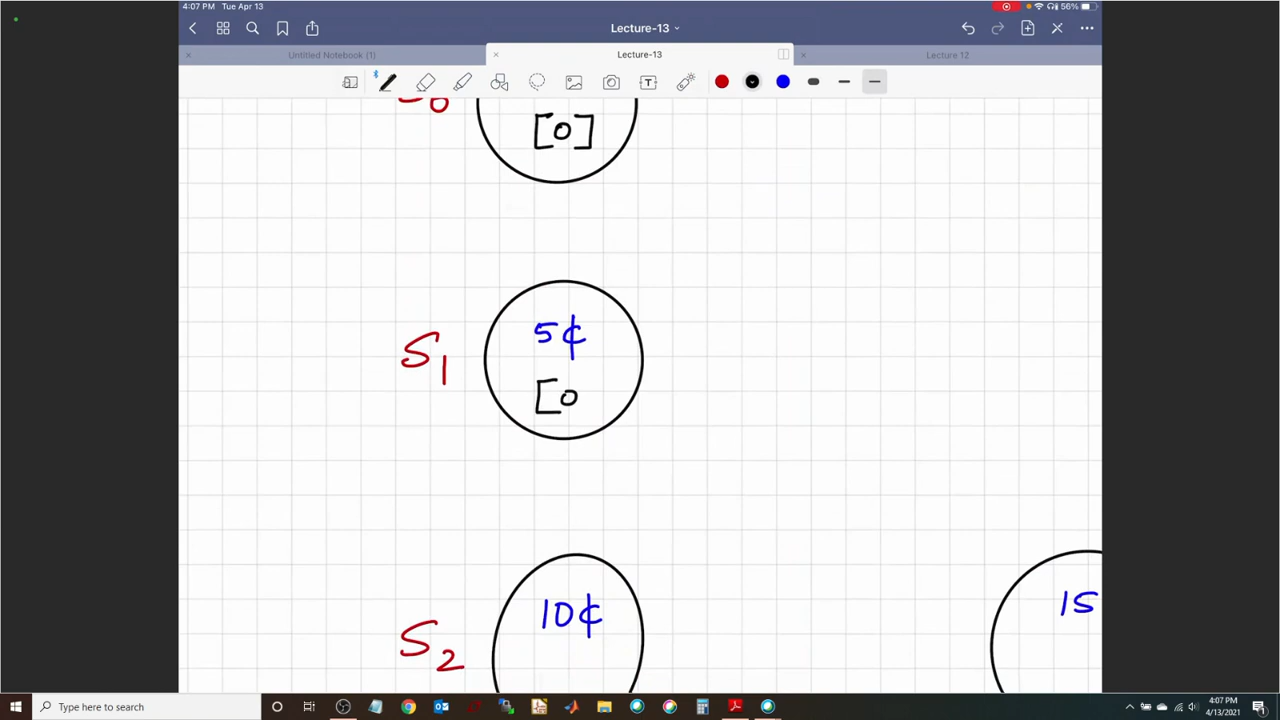 4:07 PM Tue Apr 13
56%
Lecture-13
Untitled Notebook (1)
Lecture-13
Lecture 12
[0]
S1
5¢
[0
10¢
15
S2
Type here to search
4:07 PM
4/13/2021